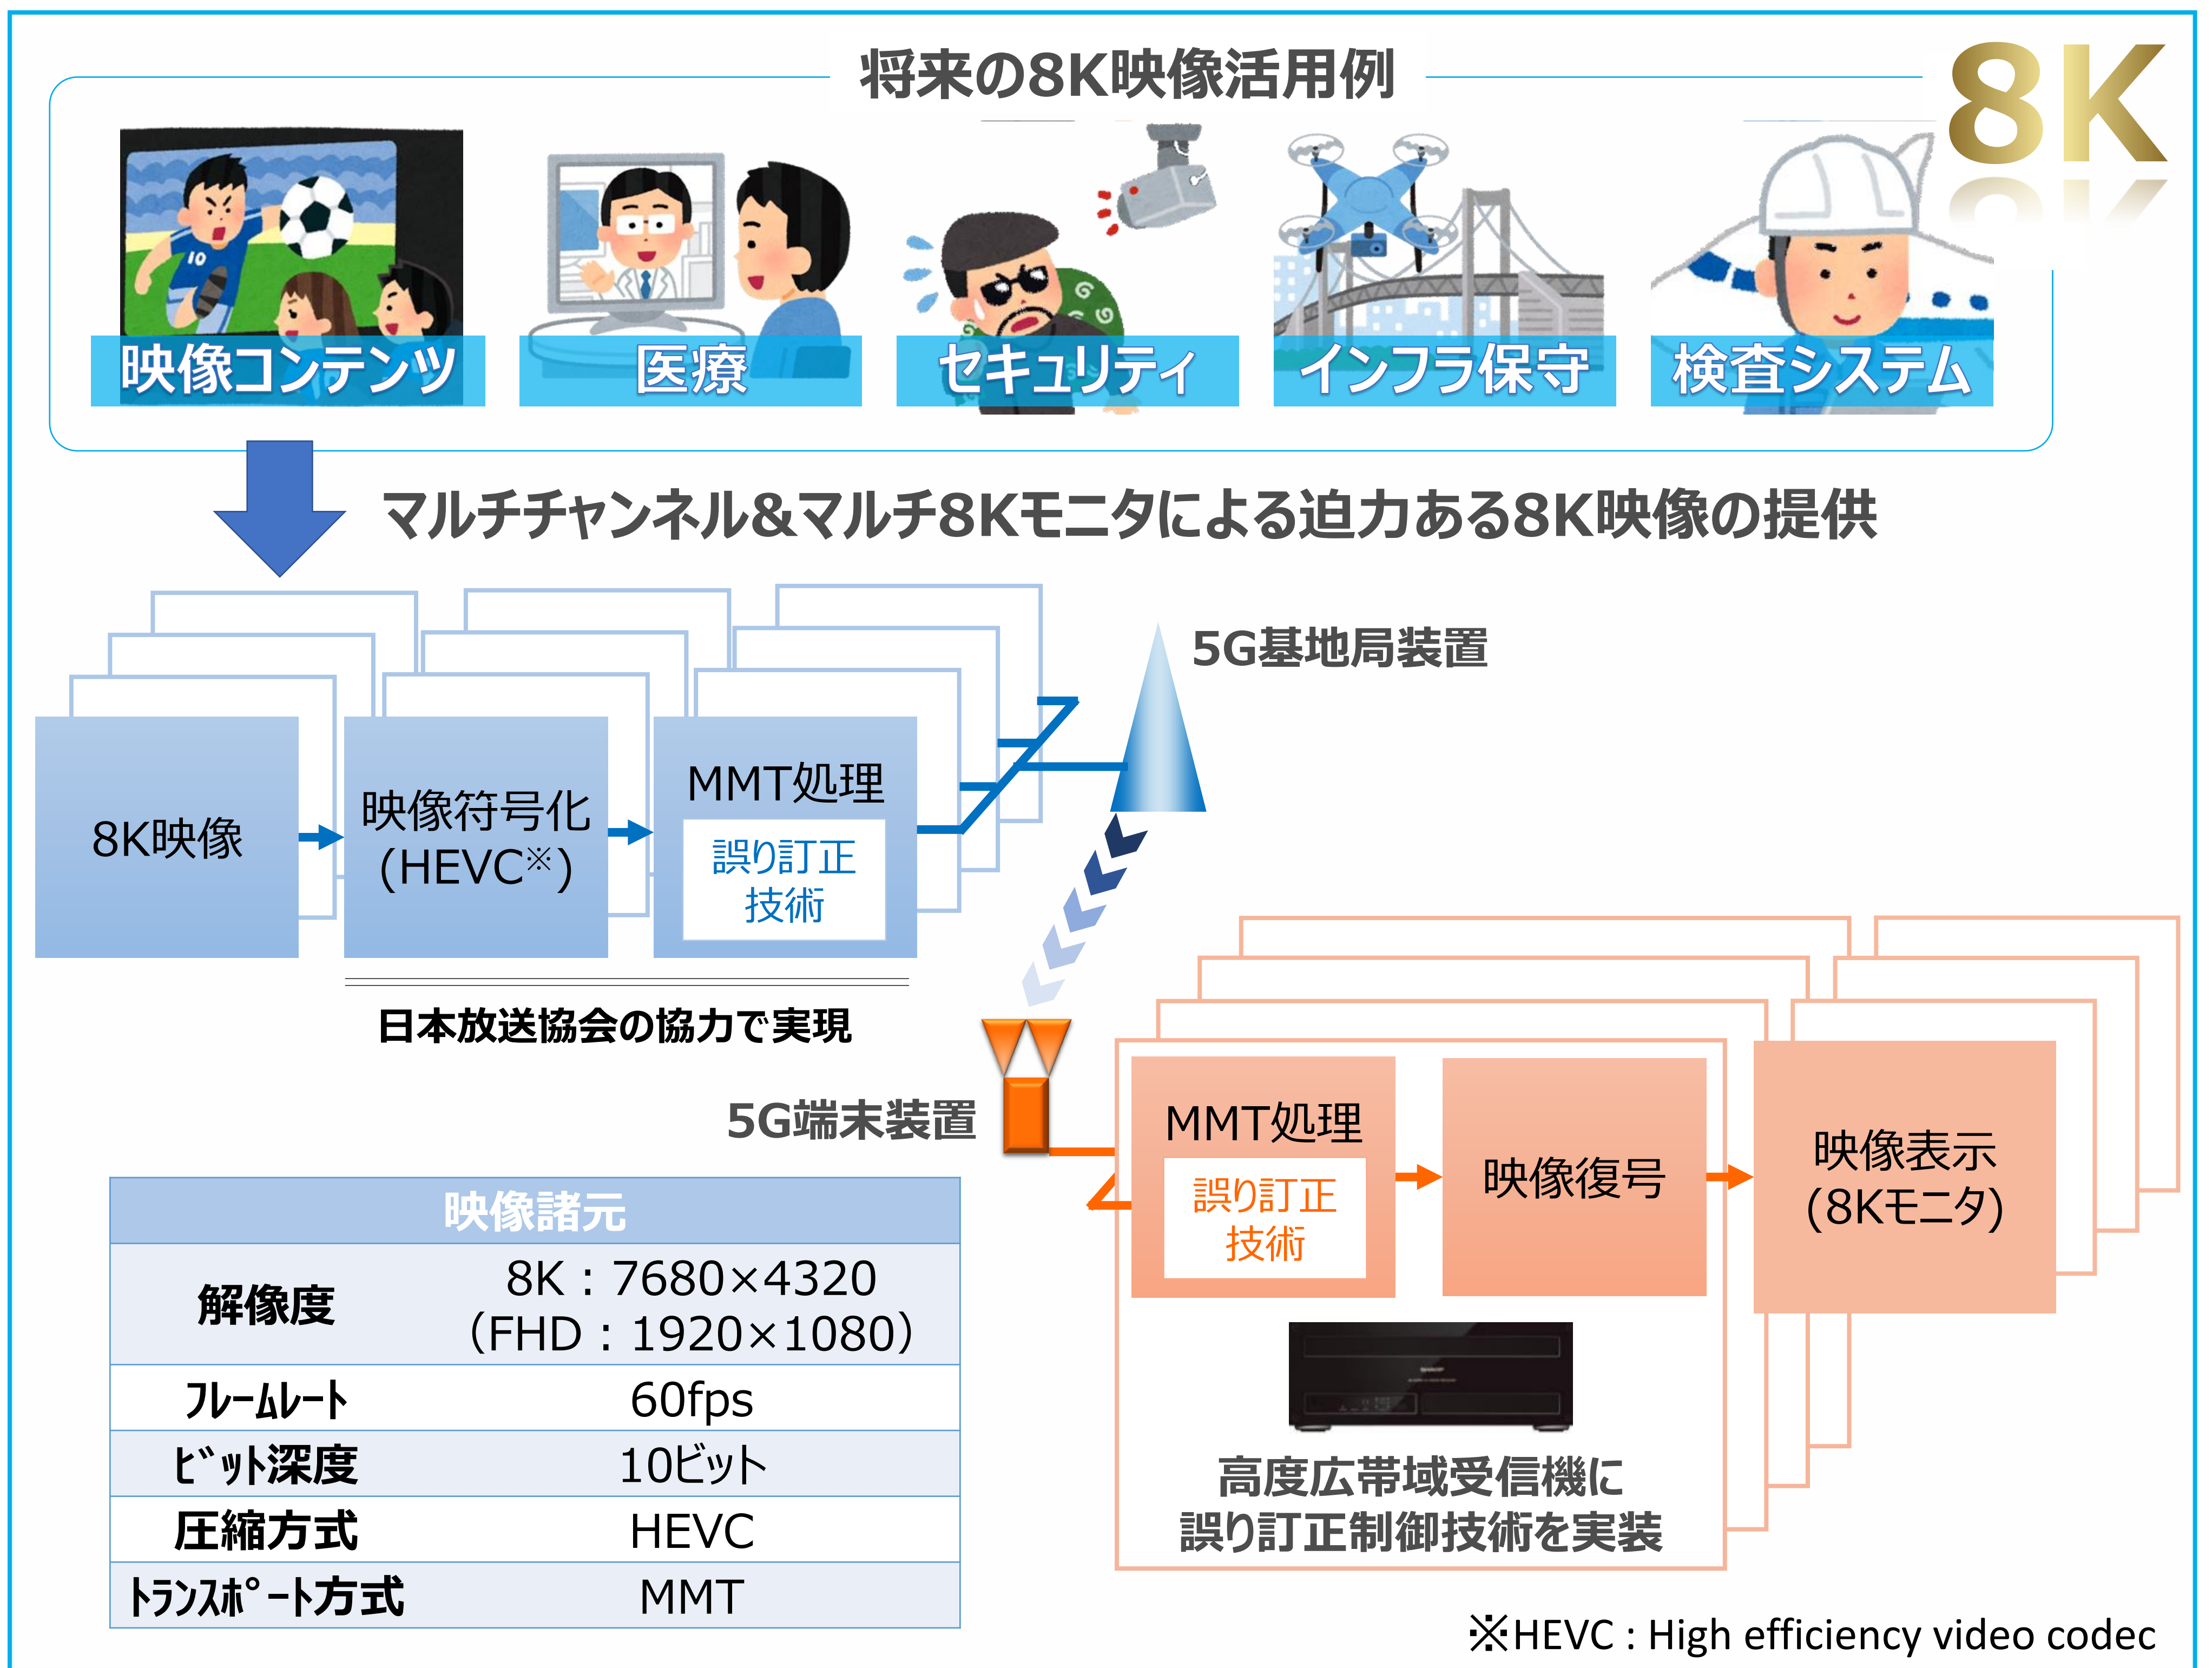 将来の8K映像活用例
8K
映像コンテンツ
医療
セキュリティ
インフラ保守
検査システム
マルチチャンネル&マルチ8Kモニタによる迫力ある8K映像の提供
8K映像
映像符号化
(HEVC※)
MMT処理
誤り訂正
技術
5G基地局装置
日本放送協会の協力で実現
5G端末装置
MMT処理
誤り訂正
技術
映像復号
映像表示
(8Kモニタ)
高度広帯域受信機に
誤り訂正制御技術を実装
映像諸元
解像度
8K：7680×4320
（FHD：1920×1080）
ﾌﾚｰﾑﾚｰﾄ 60fps
ﾋﾞｯﾄ深度 10ビット
圧縮方式 HEVC
ﾄﾗﾝｽﾎﾟｰﾄ方式 MMT
※HEVC : High efficiency video codec
10